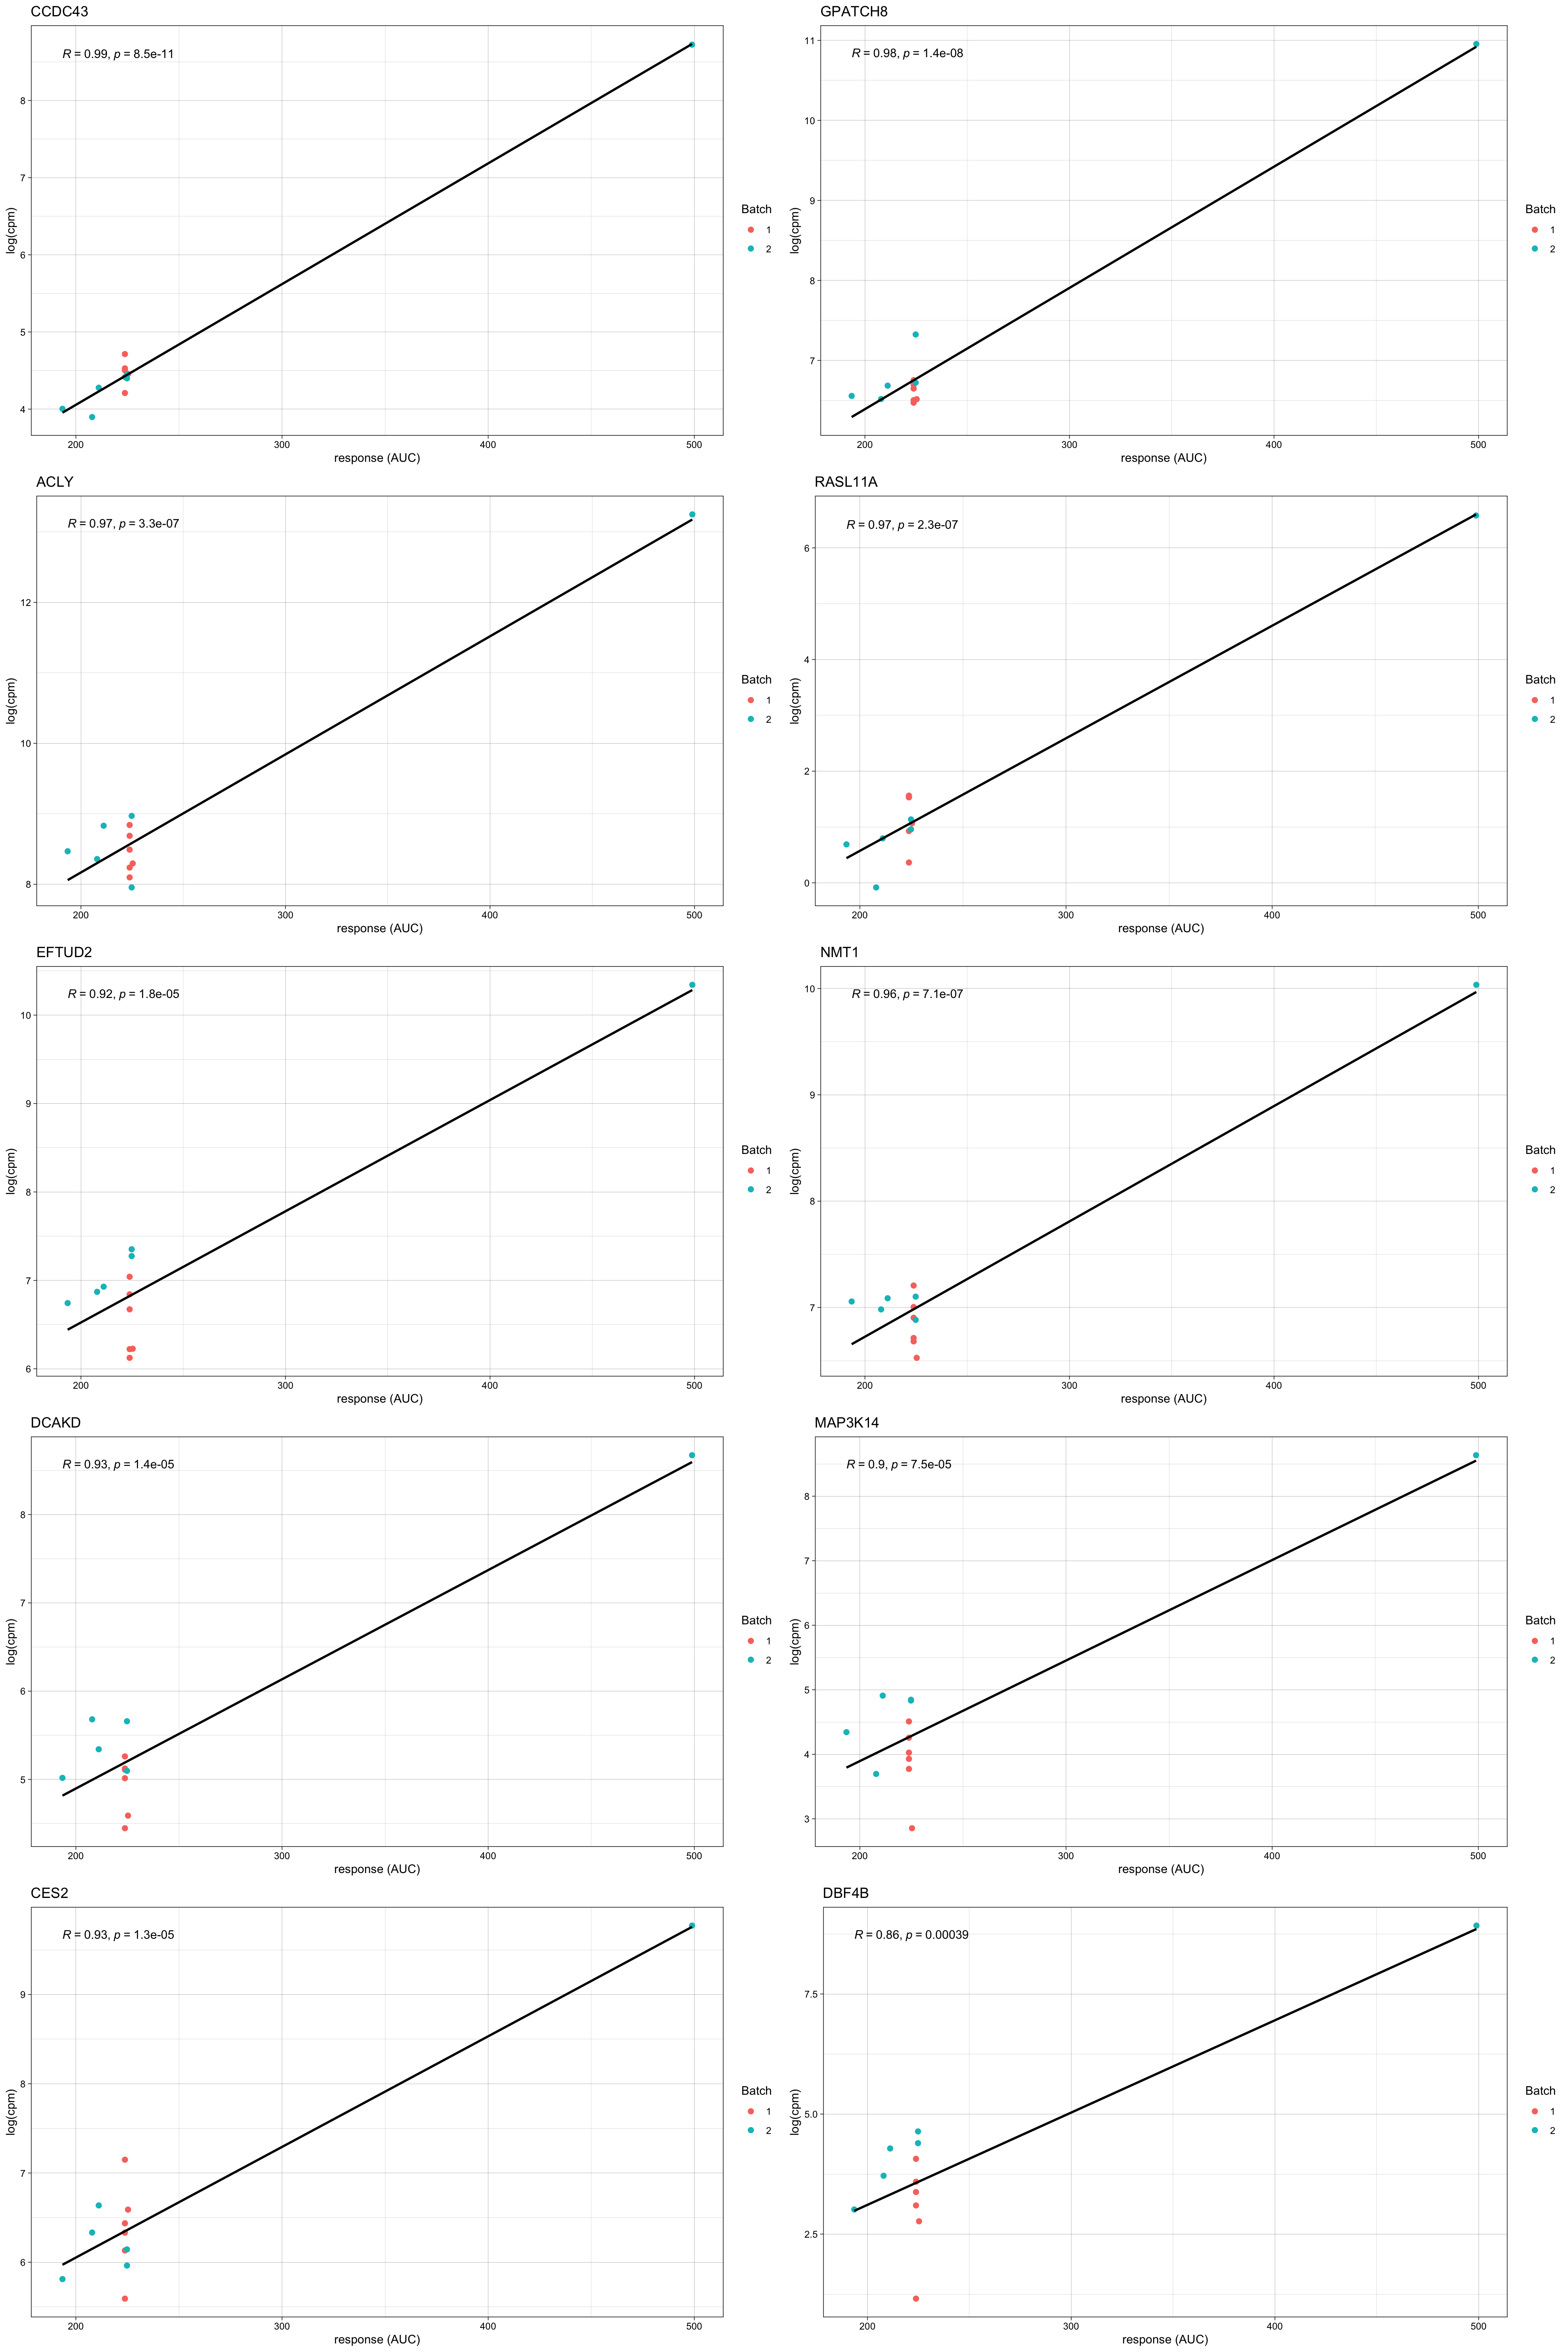 CCDC43
R = 0.99, p = 8.5e-11
8
7
6
5
4
log(cpm)
200 300 400 500
response (AUC)
Batch
1
2
GPATCH8
R = 0.98, p = 1.4e-08
11
10
9
8
7
log(cpm)
200 300 400 500
response (AUC)
Batch
1
2
ACLY
R = 0.97, p = 3.3e-07
12
10
8
log(cpm)
200 300 400 500
response (AUC)
Batch
1
2
RASL11A
R = 0.97, p = 2.3e-07
6
4
2
0
log(cpm)
200 300 400 500
response (AUC)
Batch
1
2
EFTUD2
R = 0.92, p = 1.8e-05
10
9
8
7
6
log(cpm)
200 300 400 500
response (AUC)
Batch
1
2
NMT1
R = 0.96, p = 7.1e-07
10
9
8
7
log(cpm)
200 300 400 500
response (AUC)
Batch
1
2
DCAKD
R = 0.93, p = 1.4e-05
8
7
6
5
log(cpm)
200 300 400 500
response (AUC)
Batch
1
2
MAP3K14
R = 0.9, p = 7.5e-05
8
7
6
5
4
3
log(cpm)
200 300 400 500
response (AUC)
Batch
1
2
CES2
R = 0.93, p = 1.3e-05
9
8
7
6
log(cpm)
200 300 400 500
response (AUC)
Batch
1
2
DBF4B
R = 0.86, p = 0.00039
7.5
5.0
2.5
log(cpm)
200 300 400 500
response (AUC)
Batch
1
2